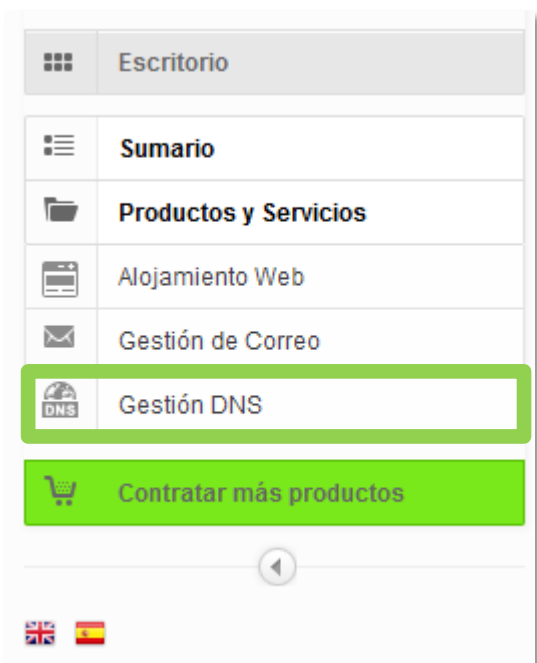 Escritorio
Sumario
Productos y Servicios
Alojamiento Web
Gestión de Correo
DNS Gestión DNS
Contratar más productos